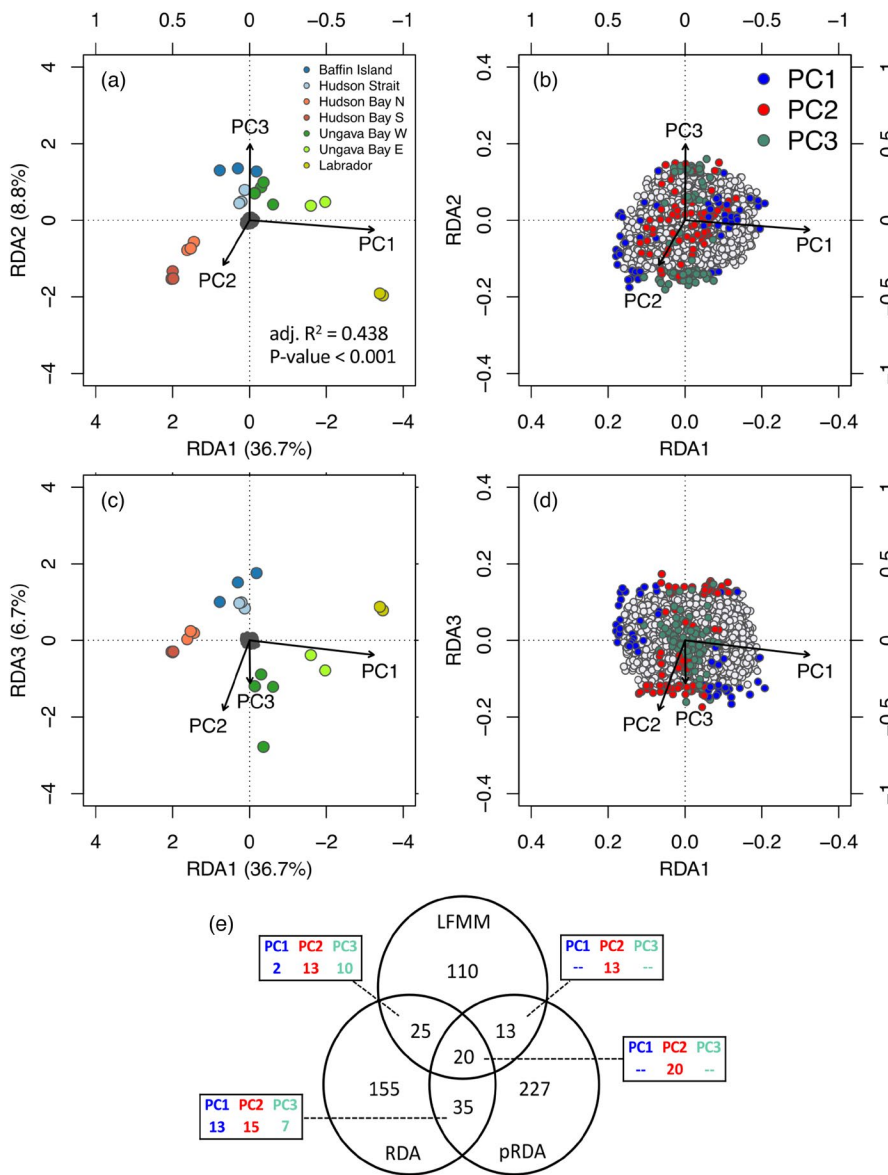 1 0.5 0 −0.5 −1
(a)
Baffin Island
Hudson Strait
Hudson Bay N
Hudson Bay S
Ungava Bay W
Ungava Bay E
Labrador
PC3
PC1
PC2
adj. R² = 0.438
P-value < 0.001
RDA2 (8.8%)
4
2
0
−2
−4
4 2 0 −2 −4
RDA1 (36.7%)
1 0.5 0 −0.5 −1
(b)
PC1
PC2
PC3
PC3
PC1
PC2
RDA2
0.4
0.2
0.0
−0.2
−0.4
1
0.5
0
−0.5
−1
0.4 0.2 0.0 −0.2 −0.4
RDA1
(c)
PC1
PC2
PC3
RDA3 (6.7%)
4
2
0
−2
−4
4 2 0 −2 −4
RDA1 (36.7%)
(d)
PC1
PC2
PC3
RDA3
0.4
0.2
0.0
−0.2
−0.4
1
0.5
0
−0.5
−1
0.4 0.2 0.0 −0.2 −0.4
RDA1
(e)
LFMM
110
PC1 PC2 PC3
2 13 10
PC1 PC2 PC3
-- 13 --
25
13
20
PC1 PC2 PC3
-- 20 --
155
35
227
PC1 PC2 PC3
13 15 7
RDA
pRDA